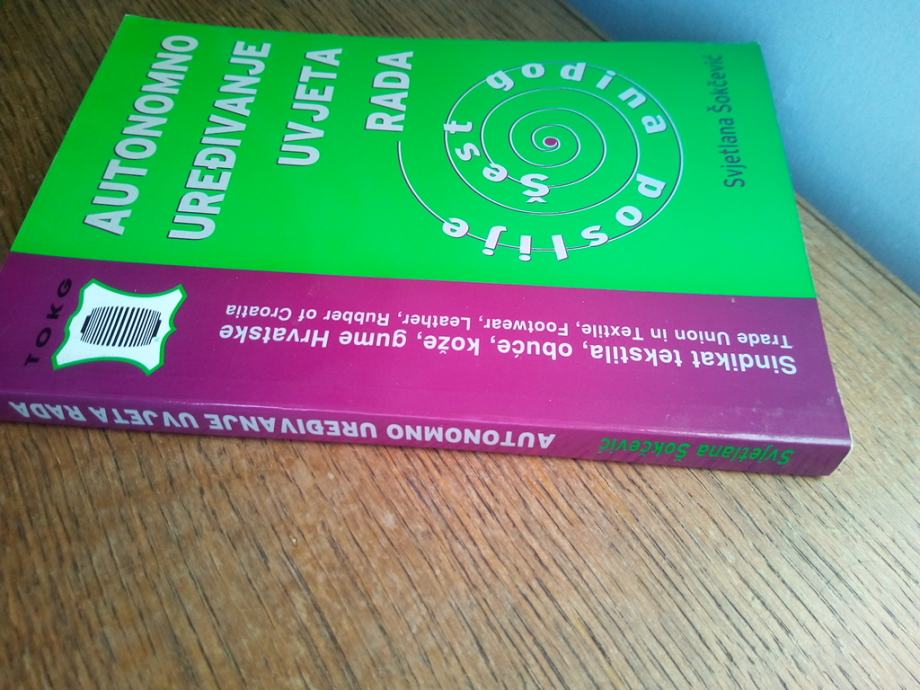 AUTONOMNO
UREĐIVANJE
UVJETA
RADA
Šest godina poslije
Svjetlana Šokčević
TOKG
Sindikat tekstila, obuće, kože, gume Hrvatske
Trade Union in Textile, Footwear, Leather, Rubber of Croatia
Svjetlana Šokčević AUTONOMNO UREĐIVANJE UVJETA RADA